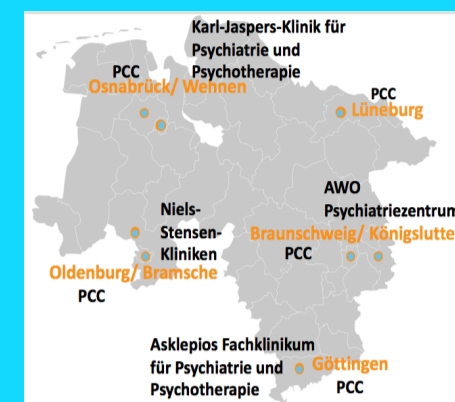 Karl-Jaspers-Klinik für
Psychiatrie und
Psychotherapie
PCC
Osnabrück/ Wehnen
PCC
Lüneburg
AWO
Psychiatriezentrum
Braunschweig/ Königslutte
PCC
Niels-
Stensen-
Kliniken
Oldenburg/ Bramsche
PCC
Asklepios Fachklinikum
für Psychiatrie und
Psychotherapie
Göttingen
PCC